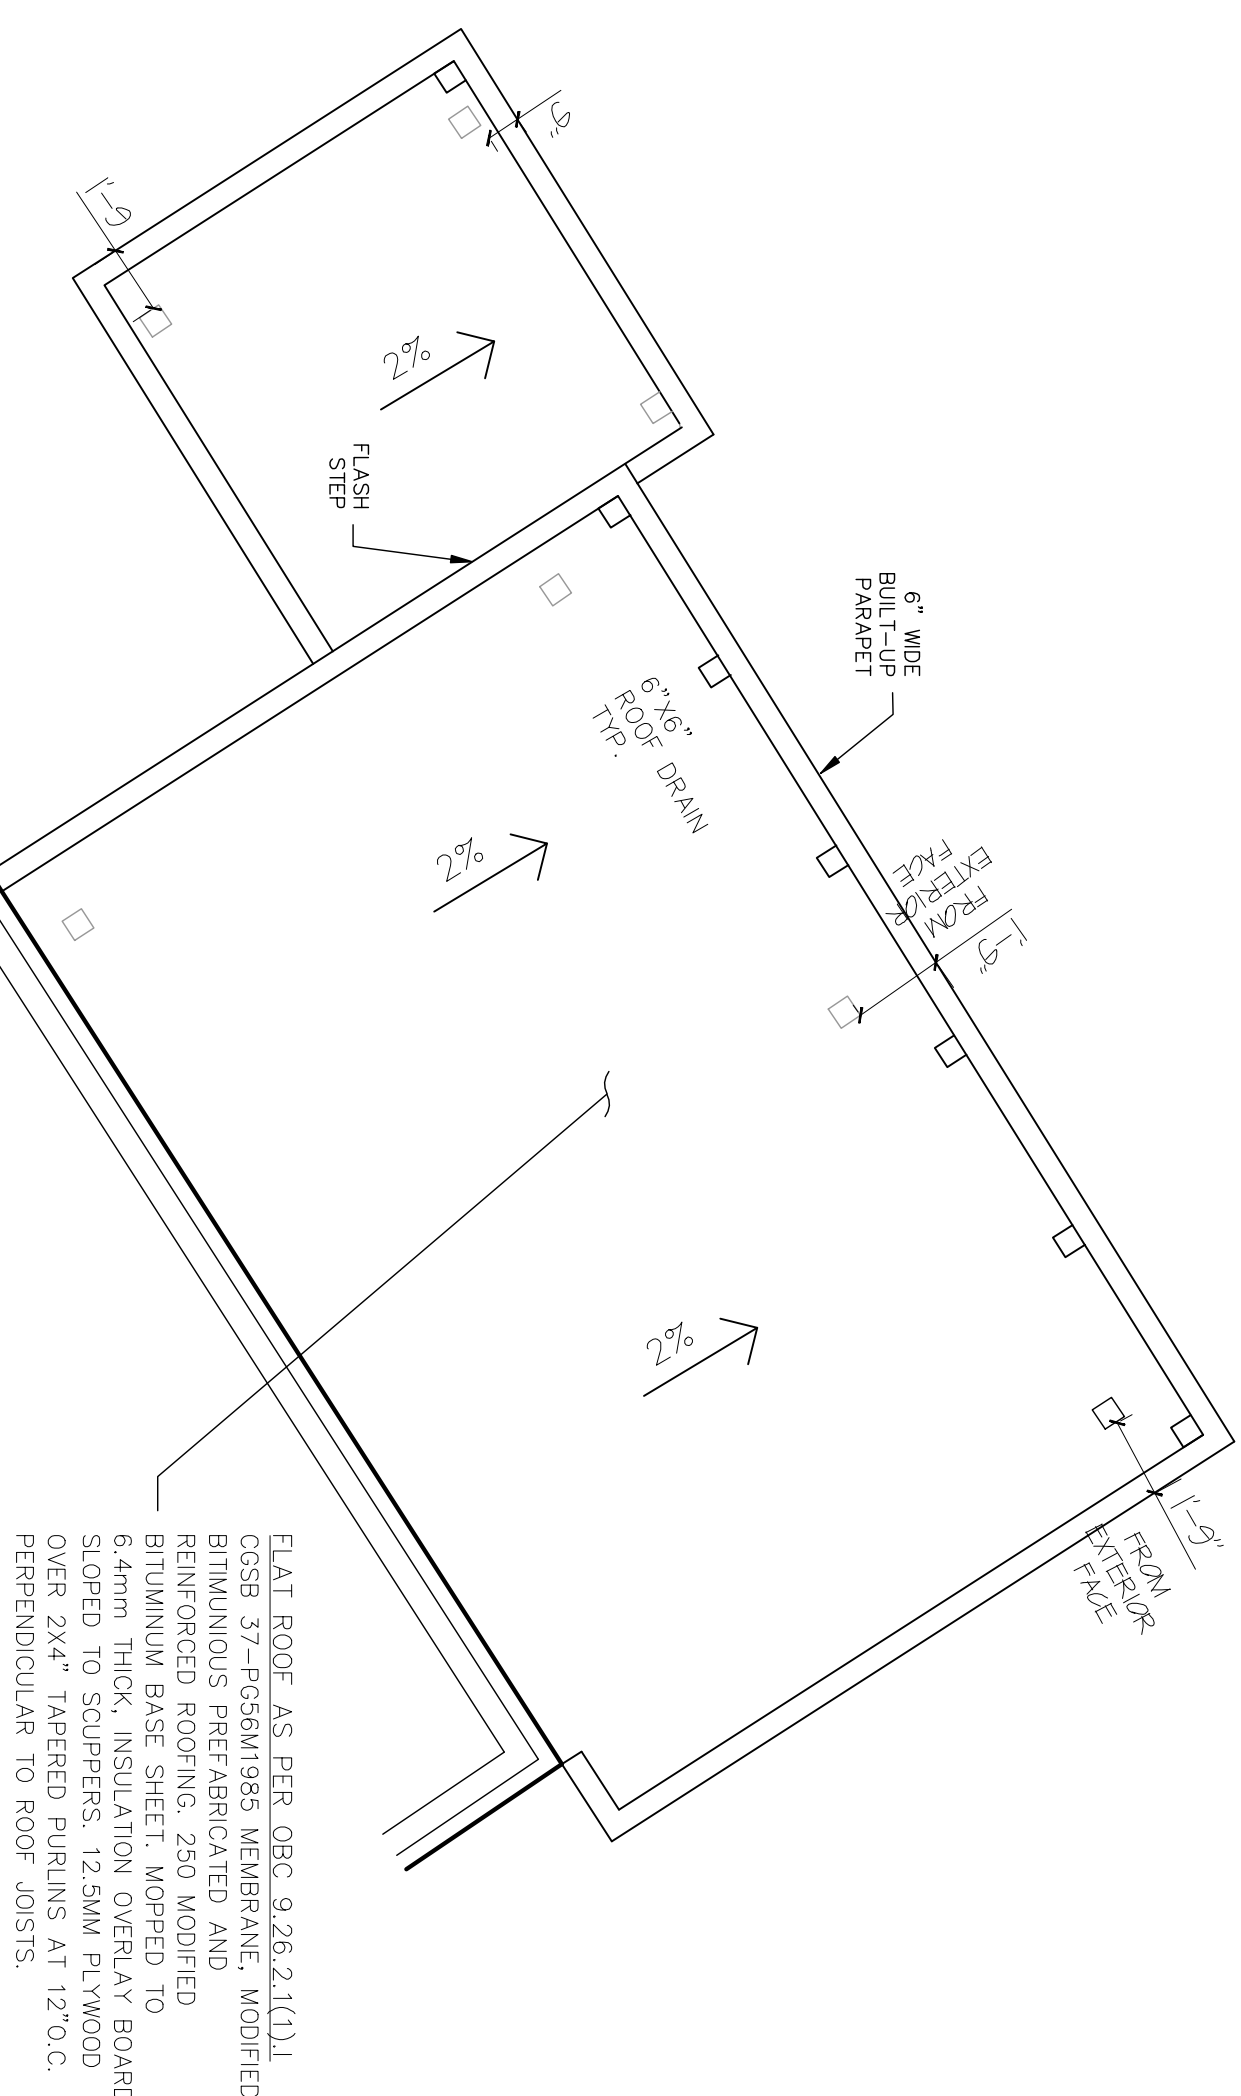 6"
1'-9
2%
FLASH
STEP
6" WIDE
BUILT-UP
PARAPET
6"X6"
ROOF DRAIN
TYP.
2%
1'-9"
FROM
EXTERIOR
FACE
2%
1'-9"
FROM
EXTERIOR
FACE
FLAT ROOF AS PER OBC 9.26.2.1(1).I
CGSB 37-PG56M1985 MEMBRANE, MODIFIED
BITIMUNIOUS PREFABRICATED AND
REINFORCED ROOFING. 250 MODIFIED
BITUMINUM BASE SHEET. MOPPED TO
6.4mm THICK, INSULATION OVERLAY BOARD
SLOPED TO SCUPPERS. 12.5MM PLYWOOD
OVER 2X4" TAPERED PURLINS AT 12"O.C.
PERPENDICULAR TO ROOF JOISTS.